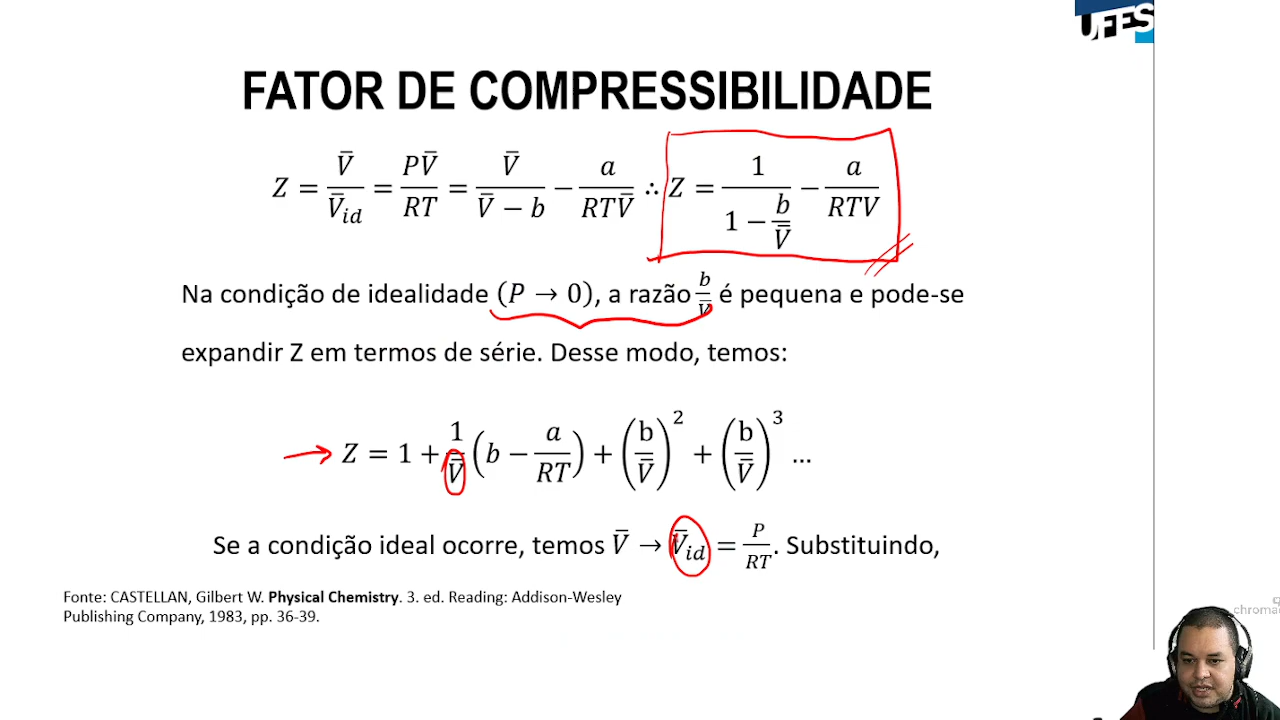 UFES
FATOR DE COMPRESSIBILIDADE
Z = V̄/V̄id = PV̄/RT = V̄/(V̄ − b) − a/(RTV̄) ∴ Z = 1/(1 − b/V̄) − a/(RTV)
Na condição de idealidade (P → 0), a razão b/V̄ é pequena e pode-se
expandir Z em termos de série. Desse modo, temos:
Z = 1 + 1/V̄ (b − a/RT) + (b/V̄)² + (b/V̄)³ ...
Se a condição ideal ocorre, temos V̄ → V̄id = P/RT. Substituindo,
Fonte: CASTELLAN, Gilbert W. Physical Chemistry. 3. ed. Reading: Addison-Wesley
Publishing Company, 1983, pp. 36-39.